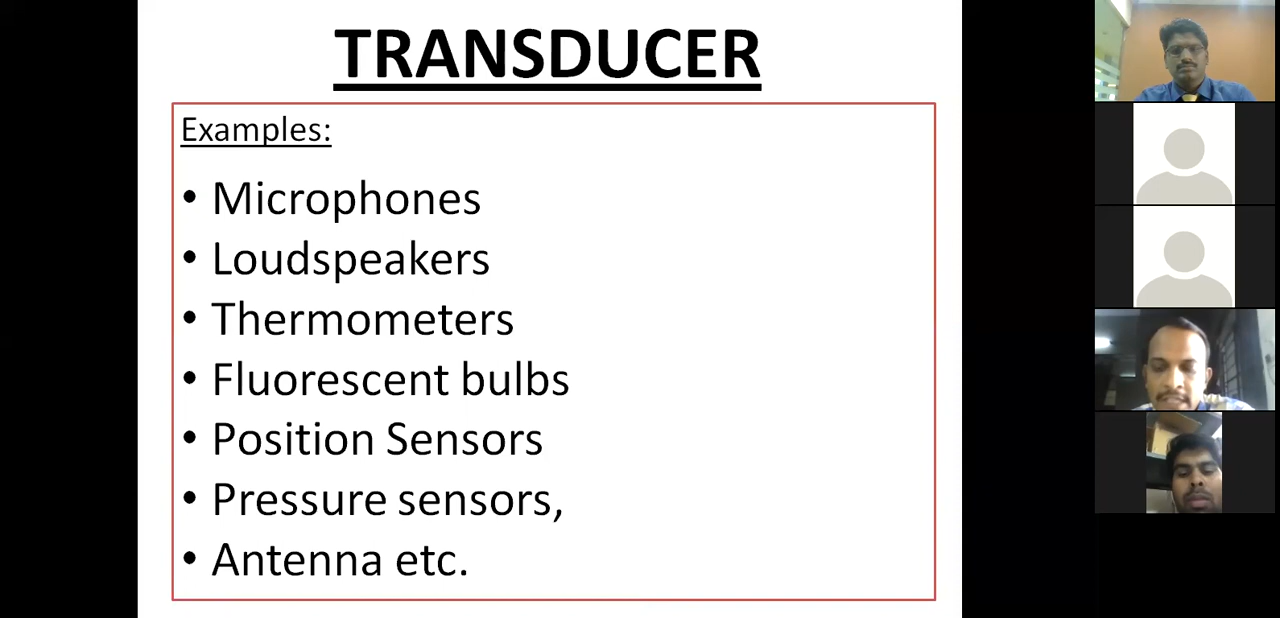 TRANSDUCER
Examples:
• Microphones
• Loudspeakers
• Thermometers
• Fluorescent bulbs
• Position Sensors
• Pressure sensors,
• Antenna etc.